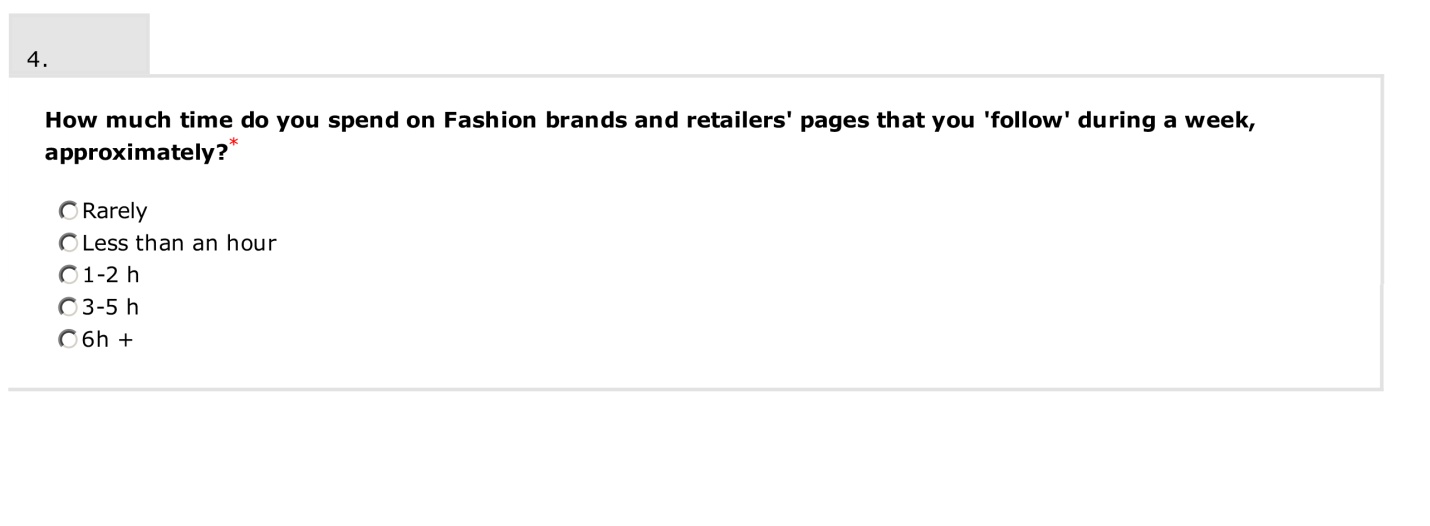 4.
How much time do you spend on Fashion brands and retailers' pages that you 'follow' during a week,
approximately?*
Rarely
Less than an hour
1-2 h
3-5 h
6h +